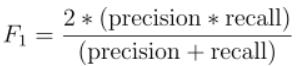 F₁ = 2 * (precision * recall) / (precision + recall)